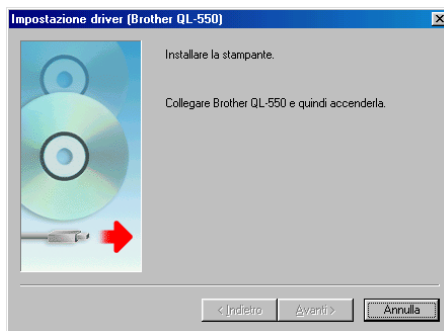 Impostazione driver (Brother QL-550)
Installare la stampante.
Collegare Brother QL-550 e quindi accenderla.
< Indietro
Avanti >
Annulla